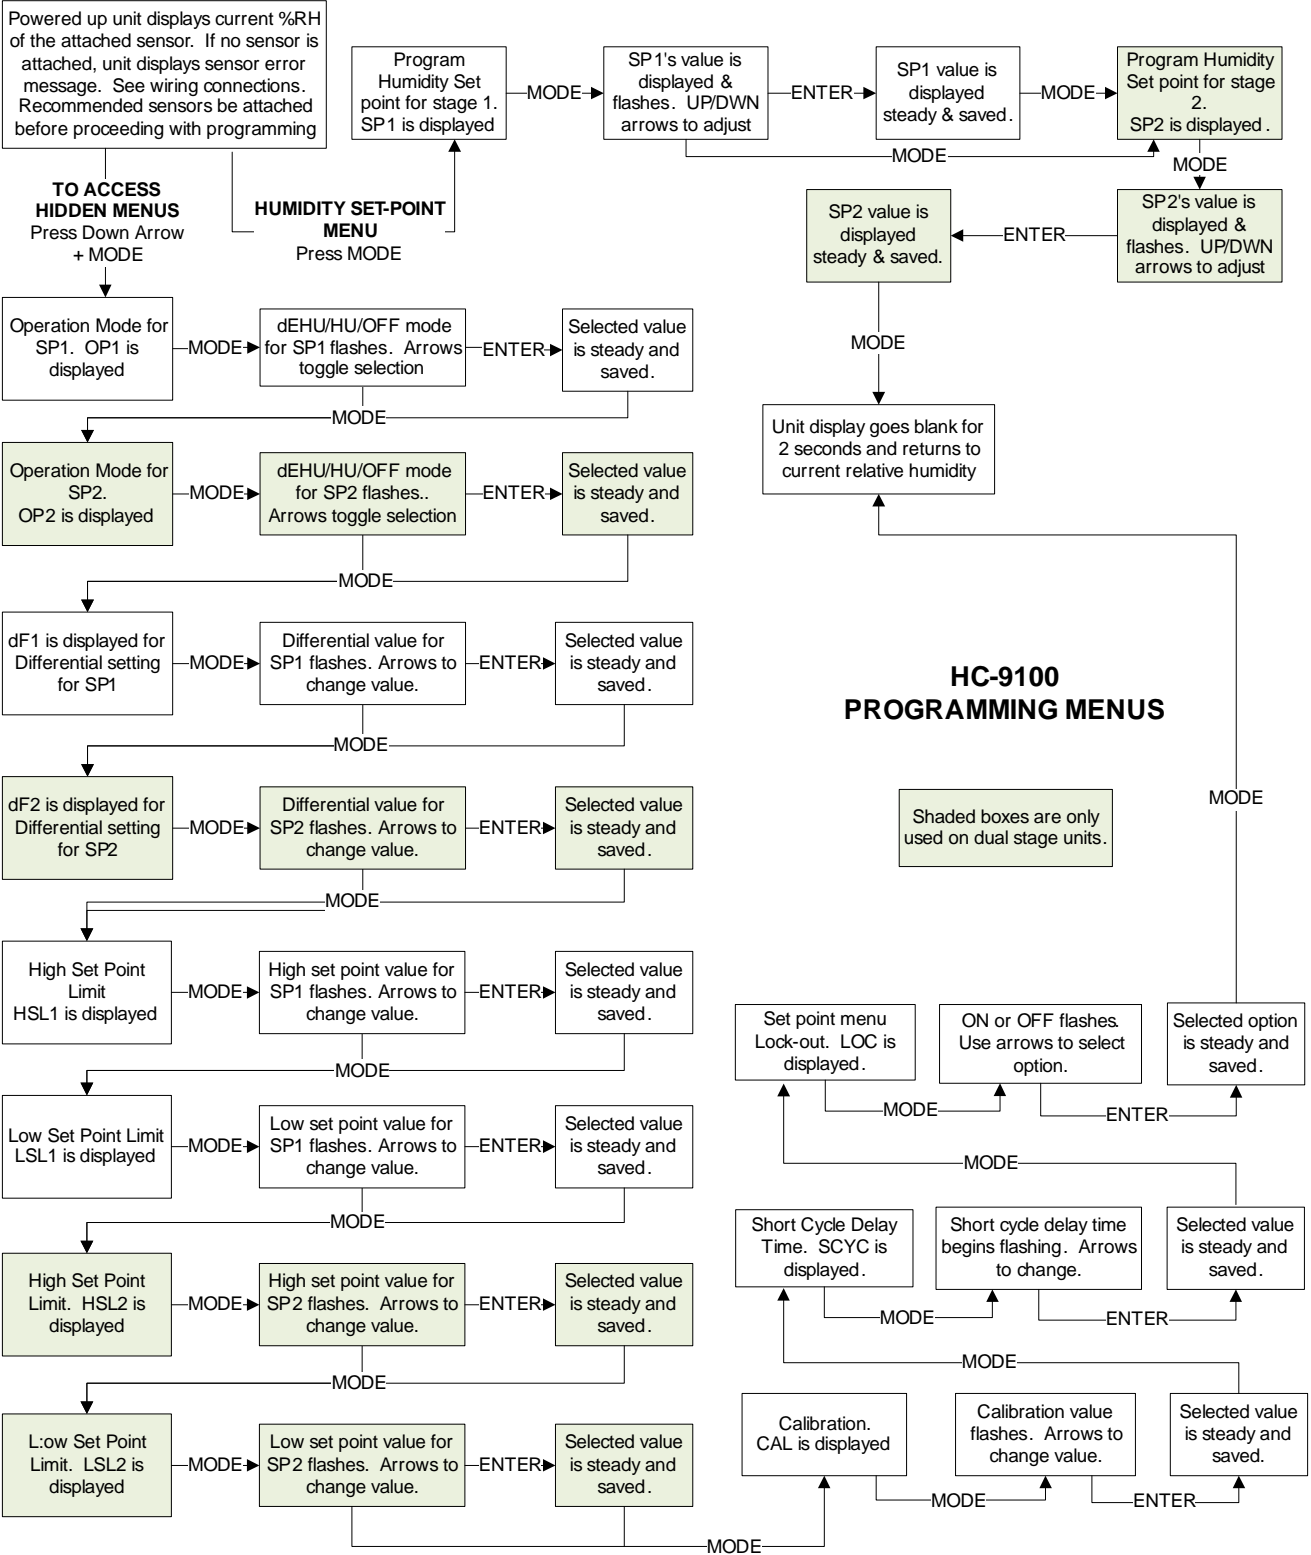 Powered up unit displays current %RH
of the attached sensor. If no sensor is
attached, unit displays sensor error
message. See wiring connections.
Recommended sensors be attached
before proceeding with programming
Program
Humidity Set
point for stage 1.
SP1 is displayed
MODE
SP1's value is
displayed &
flashes. UP/DWN
arrows to adjust
ENTER
SP1 value is
displayed
steady & saved.
MODE
Program Humidity
Set point for stage
2.
SP2 is displayed.
MODE
MODE
SP2's value is
displayed &
flashes. UP/DWN
arrows to adjust
ENTER
SP2 value is
displayed
steady & saved.
MODE
Unit display goes blank for
2 seconds and returns to
current relative humidity
TO ACCESS
HIDDEN MENUS
Press Down Arrow
+ MODE
HUMIDITY SET-POINT
MENU
Press MODE
Operation Mode for
SP1. OP1 is
displayed
MODE
dEHU/HU/OFF mode
for SP1 flashes. Arrows
toggle selection
ENTER
Selected value
is steady and
saved.
MODE
Operation Mode for
SP2.
OP2 is displayed
MODE
dEHU/HU/OFF mode
for SP2 flashes..
Arrows toggle selection
ENTER
Selected value
is steady and
saved.
MODE
dF1 is displayed for
Differential setting
for SP1
MODE
Differential value for
SP1 flashes. Arrows to
change value.
ENTER
Selected value
is steady and
saved.
MODE
dF2 is displayed for
Differential setting
for SP2
MODE
Differential value for
SP2 flashes. Arrows to
change value.
ENTER
Selected value
is steady and
saved.
MODE
High Set Point
Limit
HSL1 is displayed
MODE
High set point value for
SP1 flashes. Arrows to
change value.
ENTER
Selected value
is steady and
saved.
MODE
Low Set Point Limit
LSL1 is displayed
MODE
Low set point value for
SP1 flashes. Arrows to
change value.
ENTER
Selected value
is steady and
saved.
MODE
High Set Point
Limit. HSL2 is
displayed
MODE
High set point value for
SP2 flashes. Arrows to
change value.
ENTER
Selected value
is steady and
saved.
MODE
L:ow Set Point
Limit. LSL2 is
displayed
MODE
Low set point value for
SP2 flashes. Arrows to
change value.
ENTER
Selected value
is steady and
saved.
MODE
HC-9100
PROGRAMMING MENUS
Shaded boxes are only
used on dual stage units.
MODE
Set point menu
Lock-out. LOC is
displayed.
MODE
ON or OFF flashes.
Use arrows to select
option.
ENTER
Selected option
is steady and
saved.
MODE
Short Cycle Delay
Time. SCYC is
displayed.
MODE
Short cycle delay time
begins flashing. Arrows
to change.
ENTER
Selected value
is steady and
saved.
MODE
Calibration.
CAL is displayed
MODE
Calibration value
flashes. Arrows to
change value.
ENTER
Selected value
is steady and
saved.